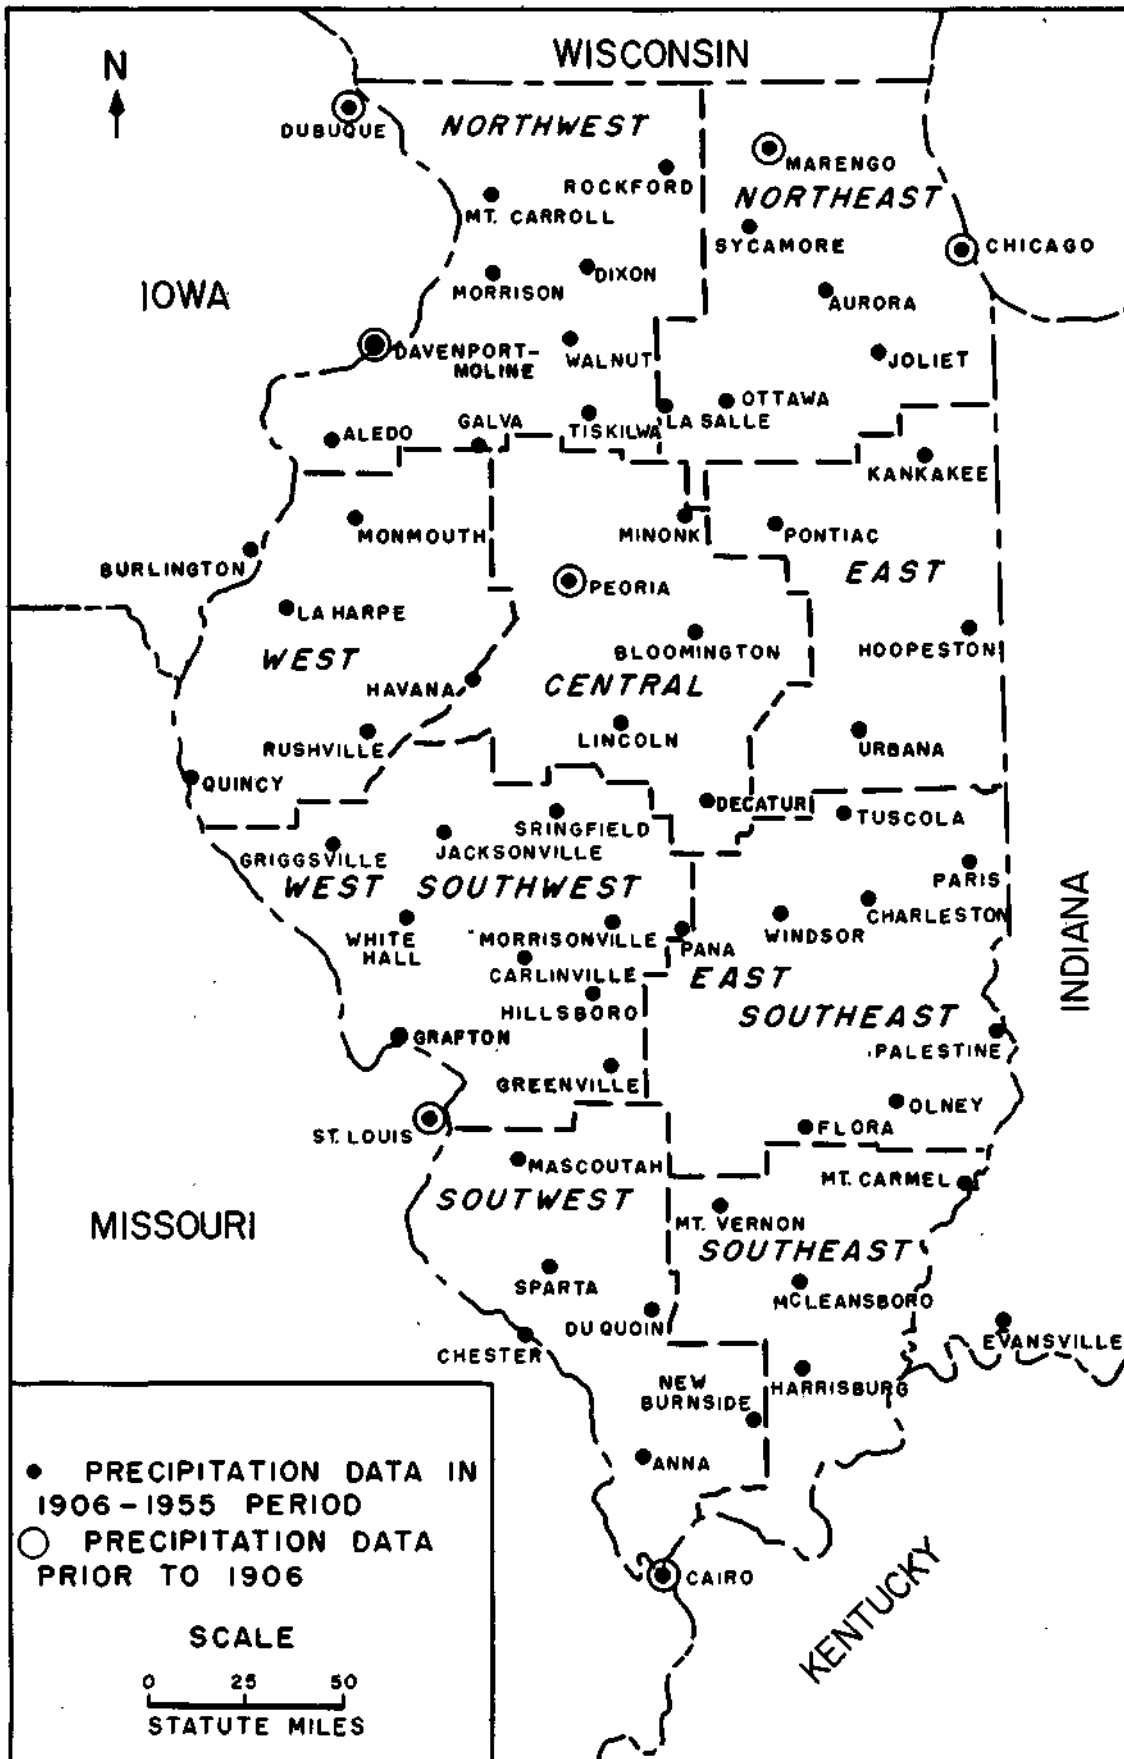 WISCONSIN
N
DUBUQUE
NORTHWEST
MARENGO
ROCKFORD
NORTHEAST
MT. CARROLL
SYCAMORE
CHICAGO
IOWA
MORRISON
DIXON
AURORA
DAVENPORT-
MOLINE
WALNUT
JOLIET
GALVA
TISKILWA
LA SALLE
OTTAWA
ALEDO
KANKAKEE
MONMOUTH
MINONK
PONTIAC
BURLINGTON
EAST
PEORIA
LA HARPE
WEST
BLOOMINGTON
HOOPESTON
HAVANA
CENTRAL
RUSHVILLE
LINCOLN
URBANA
QUINCY
DECATUR
SRINGFIELD
TUSCOLA
GRIGGSVILLE
JACKSONVILLE
WEST SOUTHWEST
PARIS
CHARLESTON
WHITE
HALL
MORRISONVILLE
PANA
WINDSOR
INDIANA
CARLINVILLE
EAST
HILLSBORO
SOUTHEAST
GRAFTON
PALESTINE
GREENVILLE
OLNEY
ST. LOUIS
FLORA
MASCOUTAH
MT. CARMEL
SOUTWEST
MISSOURI
MT. VERNON
SOUTHEAST
SPARTA
MCLEANSBORO
DU QUOIN
CHESTER
EVANSVILLE
NEW
BURNSIDE
HARRISBURG
ANNA
PRECIPITATION DATA IN
1906-1955 PERIOD
PRECIPITATION DATA
PRIOR TO 1906
CAIRO
KENTUCKY
SCALE
0 25 50
STATUTE MILES